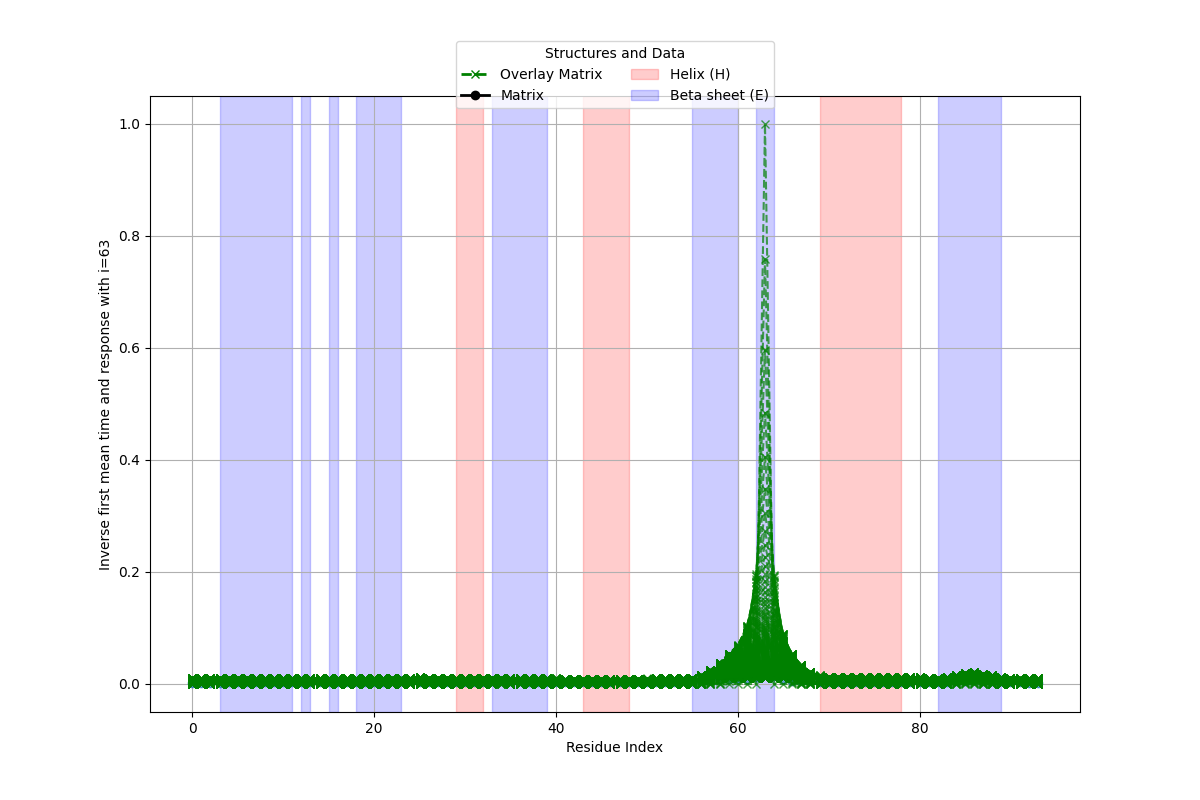 Structures and Data
Overlay Matrix
Matrix
Helix (H)
Beta sheet (E)
Inverse first mean time and response with i=63
1.0
0.8
0.6
0.4
0.2
0.0
0 20 40 60 80
Residue Index